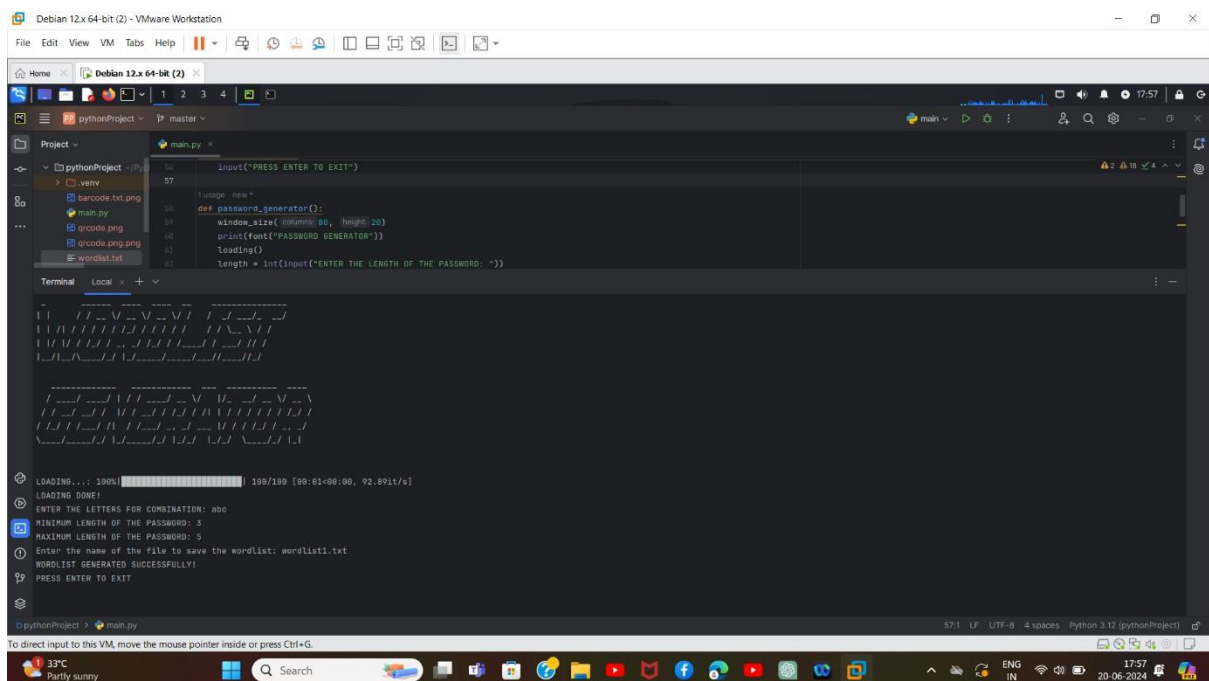 Debian 12.x 64-bit (2) - VMware Workstation
File Edit View VM Tabs Help
Home Debian 12.x 64-bit (2)
1 2 3 4 17:57
PP pythonProject master main
Project main.py
pythonProject 56 input("PRESS ENTER TO EXIT") 2 18 4
.venv 57
barcode.txt.png 1 usage new *
main.py 58 def password_generator():
qrcode.png 59 window_size( columns: 80, height: 20)
qrcode.png.png 60 print(font("PASSWORD GENERATOR"))
wordlist.txt 61 loading()
62 length = int(input("ENTER THE LENGTH OF THE PASSWORD: "))
Terminal Local
WORDLIST
GENERATOR
LOADING...: 100% 100/100 [00:01<00:00, 92.89it/s]
LOADING DONE!
ENTER THE LETTERS FOR COMBINATION: abc
MINIMUM LENGTH OF THE PASSWORD: 3
MAXIMUM LENGTH OF THE PASSWORD: 5
Enter the name of the file to save the wordlist: wordlist1.txt
WORDLIST GENERATED SUCCESSFULLY!
PRESS ENTER TO EXIT
pythonProject > main.py 57:1 LF UTF-8 4 spaces Python 3.12 (pythonProject)
To direct input to this VM, move the mouse pointer inside or press Ctrl+G.
1 33°C
Partly sunny
Search
ENG
IN
17:57
20-06-2024